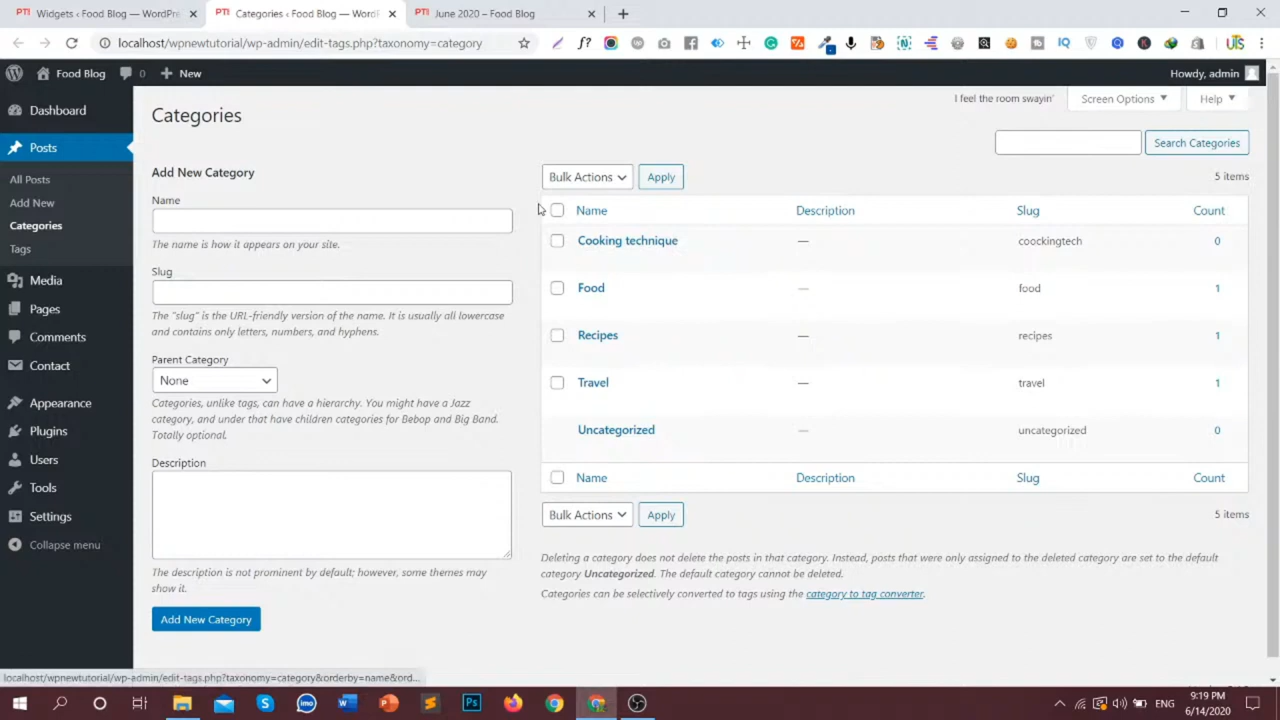 Widgets ‹ Food Blog — WordPre
Categories ‹ Food Blog — WordP
June 2020 – Food Blog
localhost/wpnewtutorial/wp-admin/edit-tags.php?taxonomy=category
Food Blog
0
New
Howdy, admin
Dashboard
Posts
All Posts
Add New
Categories
Tags
Media
Pages
Comments
Contact
Appearance
Plugins
Users
Tools
Settings
Collapse menu
Categories
I feel the room swayin'
Screen Options
Help
Search Categories
Add New Category
Name
The name is how it appears on your site.
Slug
The "slug" is the URL-friendly version of the name. It is usually all lowercase
and contains only letters, numbers, and hyphens.
Parent Category
None
Categories, unlike tags, can have a hierarchy. You might have a Jazz
category, and under that have children categories for Bebop and Big Band.
Totally optional.
Description
The description is not prominent by default; however, some themes may
show it.
Add New Category
Bulk Actions Apply 5 items
Name Description Slug Count
Cooking technique — coockingtech 0
Food — food 1
Recipes — recipes 1
Travel — travel 1
Uncategorized — uncategorized 0
Name Description Slug Count
Bulk Actions Apply 5 items
Deleting a category does not delete the posts in that category. Instead, posts that were only assigned to the deleted category are set to the default
category Uncategorized. The default category cannot be deleted.
Categories can be selectively converted to tags using the category to tag converter.
localhost/wpnewtutorial/wp-admin/edit-tags.php?taxonomy=category&orderby=name&ord...
ENG
9:19 PM
6/14/2020